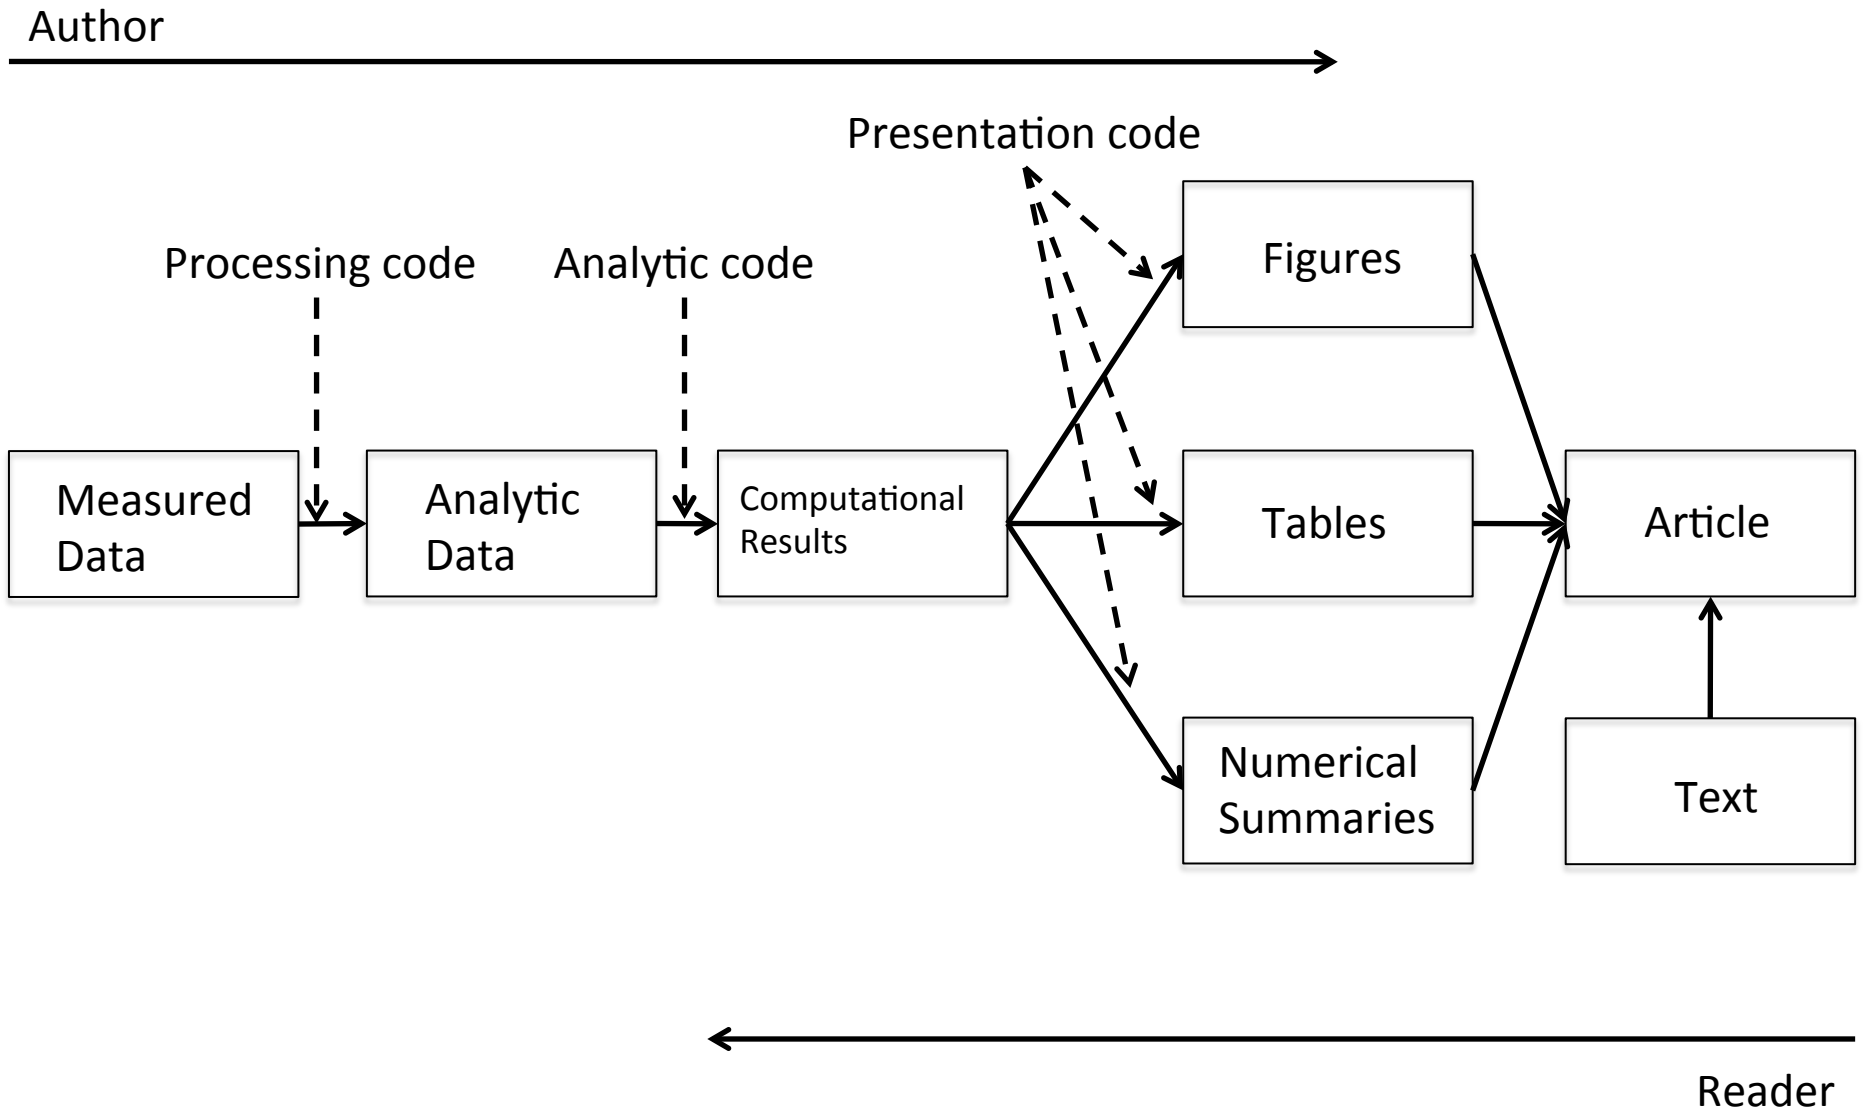 Author
Presentation code
Processing code
Analytic code
Figures
Measured
Data
Analytic
Data
Computational
Results
Tables
Article
Numerical
Summaries
Text
Reader